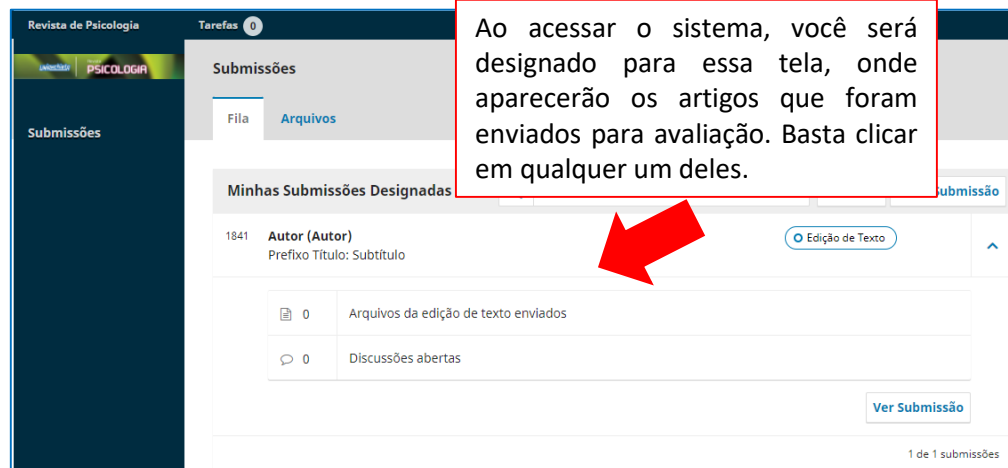 Revista de Psicologia
Tarefas 0
PSICOLOGIA
Submissões
Ao acessar o sistema, você será
designado para essa tela, onde
aparecerão os artigos que foram
enviados para avaliação. Basta clicar
em qualquer um deles.
Submissões
Fila
Arquivos
Minhas Submissões Designadas
1841
Autor (Autor)
Prefixo Título: Subtítulo
Edição de Texto
0
Arquivos da edição de texto enviados
0
Discussões abertas
Ver Submissão
1 de 1 submissões